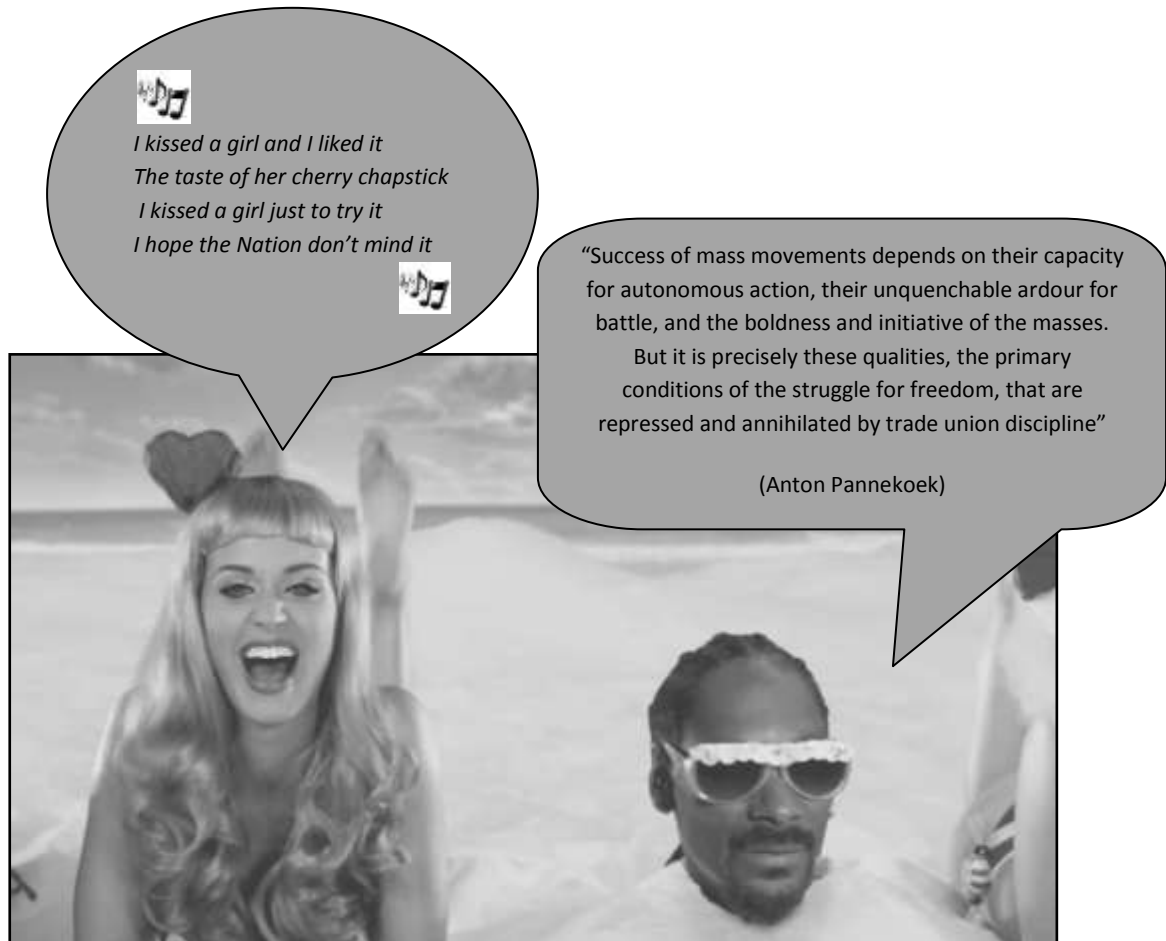 I kissed a girl and I liked it
The taste of her cherry chapstick
I kissed a girl just to try it
I hope the Nation don’t mind it
“Success of mass movements depends on their capacity
for autonomous action, their unquenchable ardour for
battle, and the boldness and initiative of the masses.
But it is precisely these qualities, the primary
conditions of the struggle for freedom, that are
repressed and annihilated by trade union discipline”
(Anton Pannekoek)